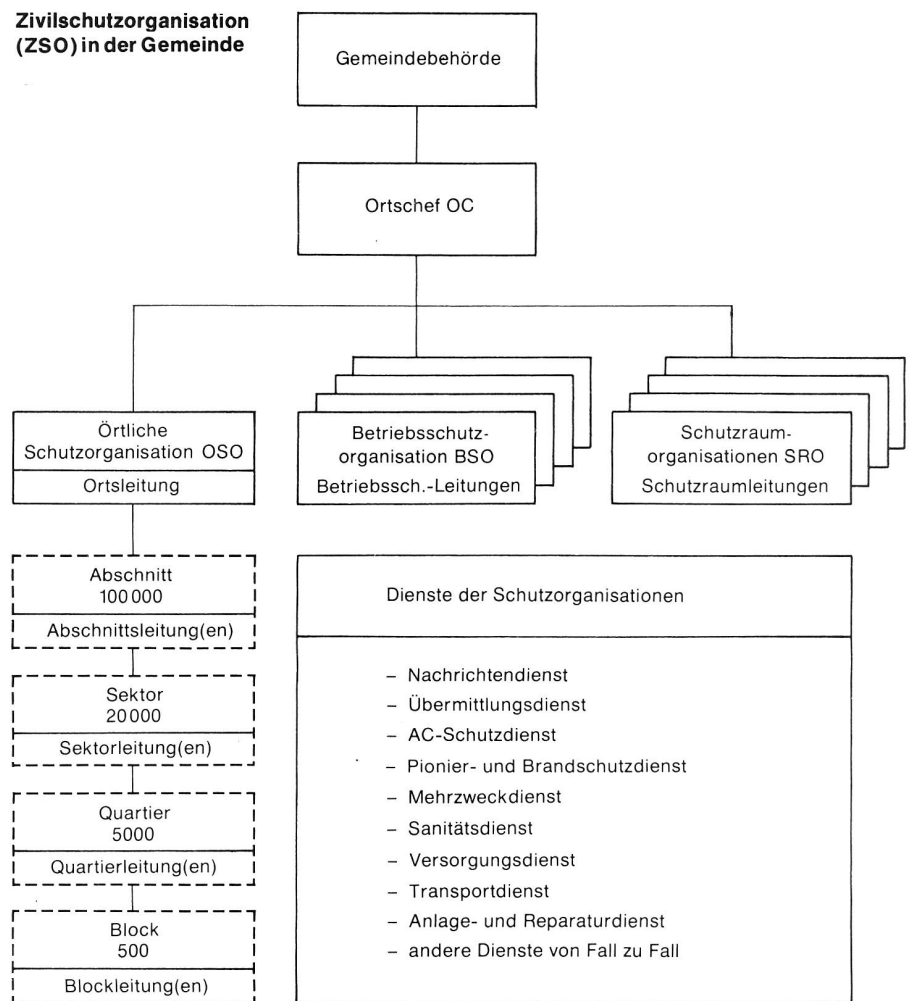 Zivilschutzorganisation
(ZSO) in der Gemeinde
Gemeindebehörde
Ortschef OC
Örtliche
Schutzorganisation OSO
Ortsleitung
Betriebsschutz-
organisation BSO
Betriebssch.-Leitungen
Schutzraum-
organisationen SRO
Schutzraumleitungen
Abschnitt
100 000
Abschnittsleitung(en)
Sektor
20 000
Sektorleitung(en)
Quartier
5000
Quartierleitung(en)
Block
500
Blockleitung(en)
Dienste der Schutzorganisationen
– Nachrichtendienst
– Übermittlungsdienst
– AC-Schutzdienst
– Pionier- und Brandschutzdienst
– Mehrzweckdienst
– Sanitätsdienst
– Versorgungsdienst
– Transportdienst
– Anlage- und Reparaturdienst
– andere Dienste von Fall zu Fall